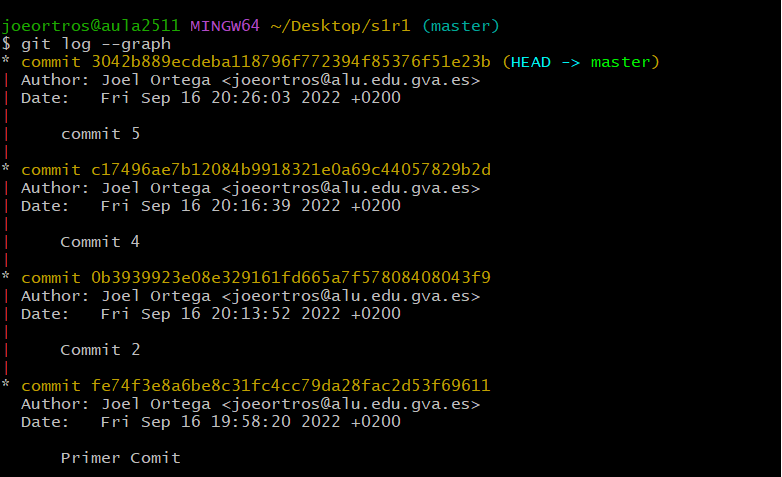 joeortros@aula2511 MINGW64 ~/Desktop/s1r1 (master)
$ git log --graph
* commit 3042b889ecdeba118796f772394f85376f51e23b (HEAD -> master)
| Author: Joel Ortega <joeortros@alu.edu.gva.es>
| Date:   Fri Sep 16 20:26:03 2022 +0200
|
|     commit 5
|
* commit c17496ae7b12084b9918321e0a69c44057829b2d
| Author: Joel Ortega <joeortros@alu.edu.gva.es>
| Date:   Fri Sep 16 20:16:39 2022 +0200
|
|     Commit 4
|
* commit 0b3939923e08e329161fd665a7f57808408043f9
| Author: Joel Ortega <joeortros@alu.edu.gva.es>
| Date:   Fri Sep 16 20:13:52 2022 +0200
|
|     Commit 2
|
* commit fe74f3e8a6be8c31fc4cc79da28fac2d53f69611
  Author: Joel Ortega <joeortros@alu.edu.gva.es>
  Date:   Fri Sep 16 19:58:20 2022 +0200

      Primer Comit